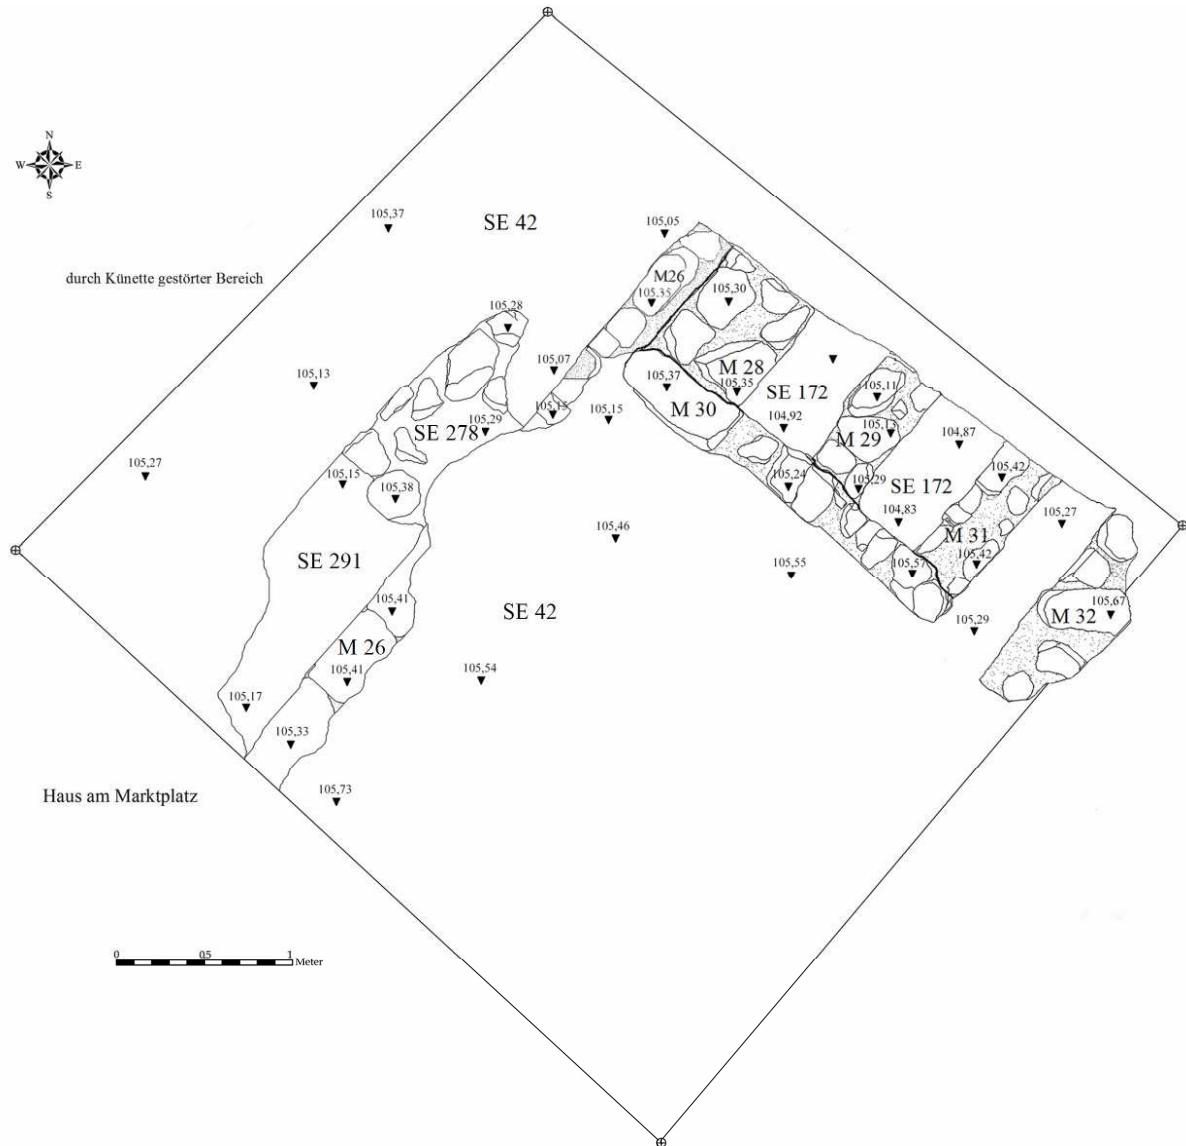 N
W E
S
105,37
SE 42
105,05
durch Künette gestörter Bereich
M26
105,35
105,30
105,28
105,07
105,13
105,37
M 28
105,35
105,11
SE 172
M 30
105,15
105,15
104,92
105,29
SE 278
M 29
105,13
104,87
105,27
105,15
105,38
105,24
105,29
SE 172
105,42
104,83
105,27
105,46
M 31
SE 291
105,55
105,57
105,42
105,41
SE 42
M 32
105,67
105,29
M 26
105,41
105,54
105,17
105,33
105,73
Haus am Marktplatz
0 05 1
Meter